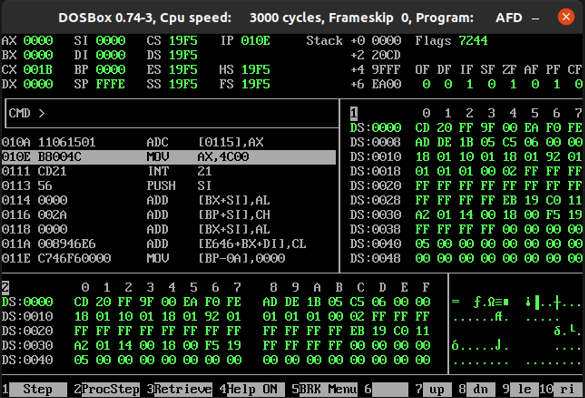 DOSBox 0.74-3, Cpu speed: 3000 cycles, Frameskip 0, Program: AFD
AX 0000 SI 0000 CS 19F5 IP 010E Stack +0 0000 Flags 7244
BX 0000 DI 0000 DS 19F5 +2 20CD
CX 001B BP 0000 ES 19F5 HS 19F5 +4 9FFF OF DF IF SF ZF AF PF CF
DX 0000 SP FFFE SS 19F5 FS 19F5 +6 EA00 0 0 1 0 1 0 1 0
CMD >
1 0 1 2 3 4 5 6 7
DS:0000 CD 20 FF 9F 00 EA F0 FE
010A 11061501 ADC [0115],AX DS:0008 AD DE 1B 05 C5 06 00 00
010E B8004C MOV AX,4C00 DS:0010 18 01 10 01 18 01 92 01
0111 CD21 INT 21 DS:0018 01 01 01 00 02 FF FF FF
0113 56 PUSH SI DS:0020 FF FF FF FF FF FF FF FF
0114 0000 ADD [BX+SI],AL DS:0028 FF FF FF FF EB 19 C0 11
0116 002A ADD [BP+SI],CH DS:0030 A2 01 14 00 18 00 F5 19
0118 0000 ADD [BX+SI],AL DS:0038 FF FF FF FF 00 00 00 00
011A 008946E6 ADD [E646+BX+DI],CL DS:0040 05 00 00 00 00 00 00 00
011E C746F60000 MOV [BP-0A],0000 DS:0048 00 00 00 00 00 00 00 00
2 0 1 2 3 4 5 6 7 8 9 A B C D E F
DS:0000 CD 20 FF 9F 00 EA F0 FE AD DE 1B 05 C5 06 00 00
DS:0010 18 01 10 01 18 01 92 01 01 01 01 00 02 FF FF FF
DS:0020 FF FF FF FF FF FF FF FF FF FF FF FF EB 19 C0 11
DS:0030 A2 01 14 00 18 00 F5 19 FF FF FF FF 00 00 00 00
DS:0040 05 00 00 00 00 00 00 00 00 00 00 00 00 00 00 00
1 Step 2 ProcStep 3 Retrieve 4 Help ON 5 BRK Menu 6 7 up 8 dn 9 le 10 ri